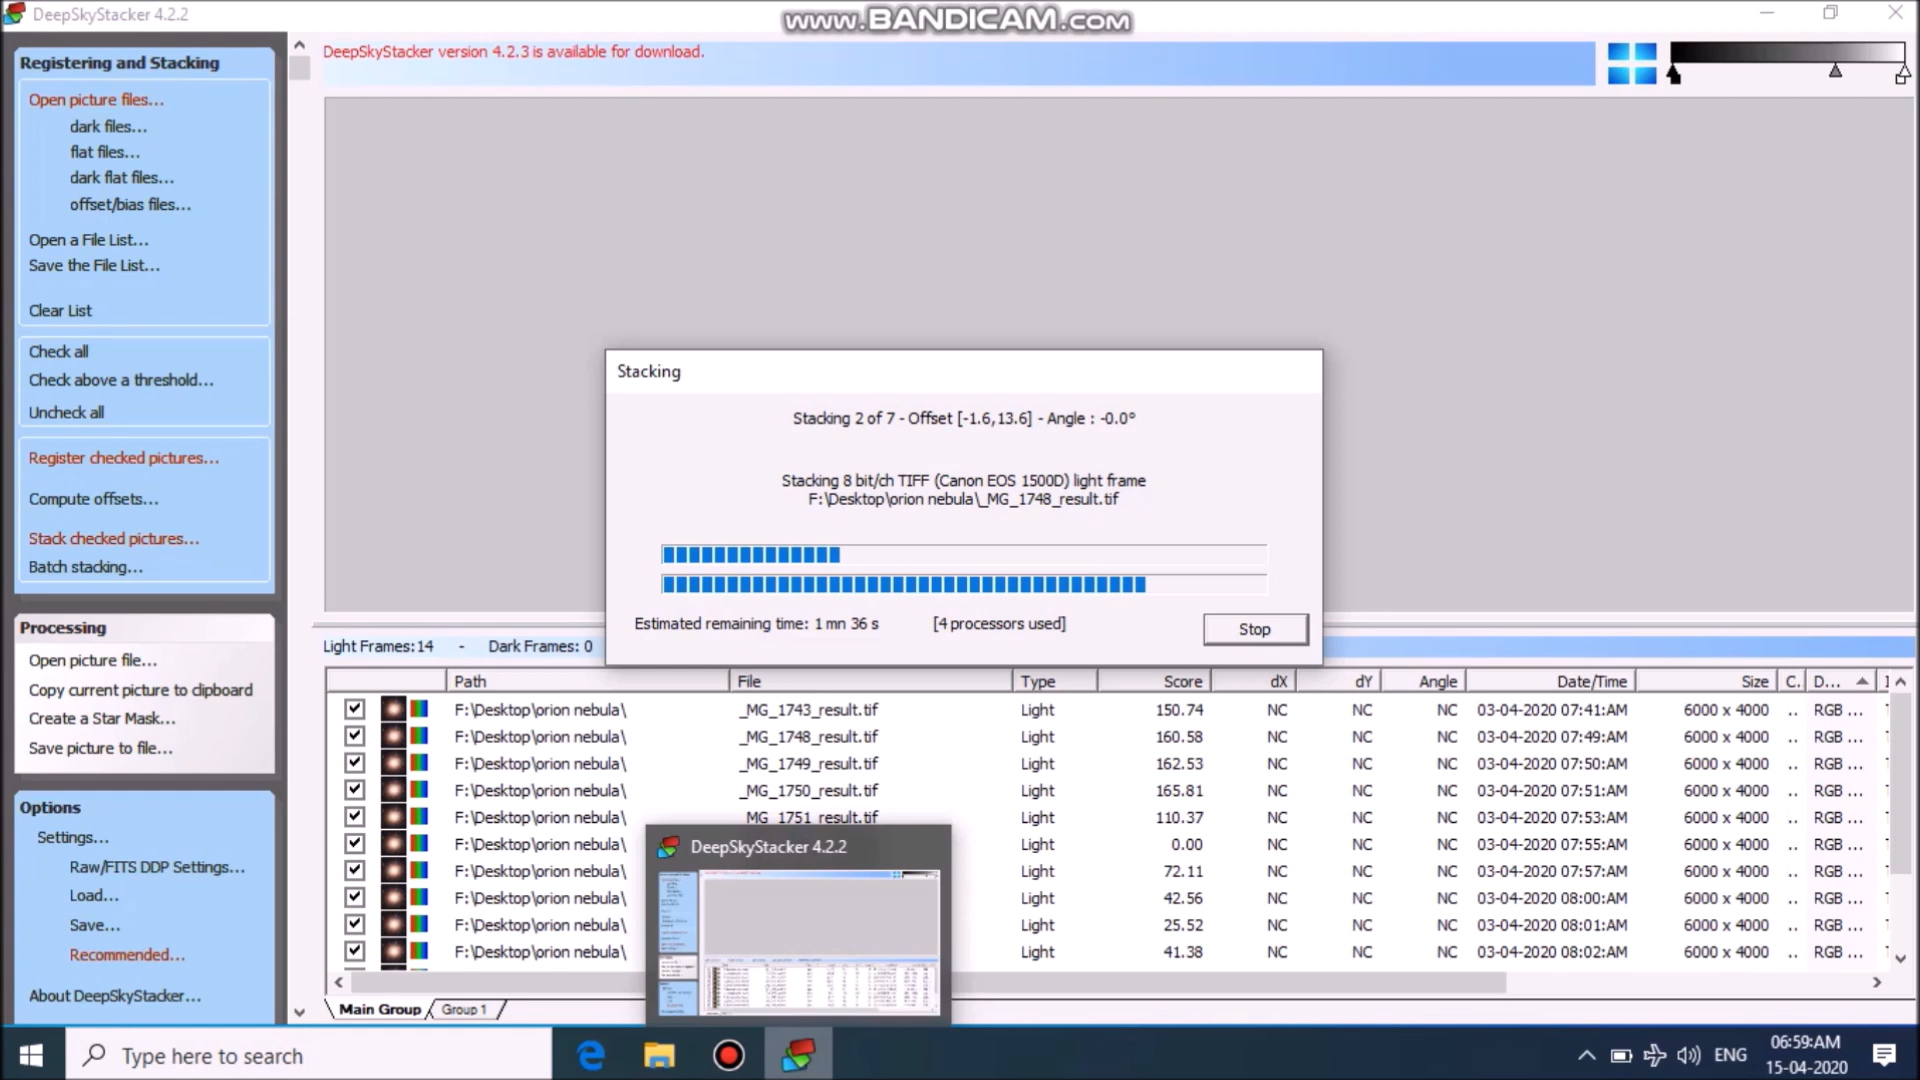 DeepSkyStacker 4.2.2
www.BANDICAM.com
Registering and Stacking
Open picture files...
dark files...
flat files...
dark flat files...
offset/bias files...
Open a File List...
Save the File List...
Clear List
Check all
Check above a threshold...
Uncheck all
Register checked pictures...
Compute offsets...
Stack checked pictures...
Batch stacking...
Processing
Open picture file...
Copy current picture to clipboard
Create a Star Mask...
Save picture to file...
Options
Settings...
Raw/FITS DDP Settings...
Load...
Save...
Recommended...
About DeepSkyStacker...
DeepSkyStacker version 4.2.3 is available for download.
Stacking
Stacking 2 of 7 - Offset [-1.6,13.6] - Angle : -0.0°
Stacking 8 bit/ch TIFF (Canon EOS 1500D) light frame
F:\Desktop\orion nebula\_MG_1748_result.tif
Estimated remaining time: 1 mn 36 s [4 processors used] Stop
Light Frames: 14 - Dark Frames: 0
Path File Type Score dX dY Angle Date/Time Size C. D...
F:\Desktop\orion nebula\ _MG_1743_result.tif Light 150.74 NC NC NC 03-04-2020 07:41:AM 6000 x 4000 .. RGB ...
F:\Desktop\orion nebula\ _MG_1748_result.tif Light 160.58 NC NC NC 03-04-2020 07:49:AM 6000 x 4000 .. RGB ...
F:\Desktop\orion nebula\ _MG_1749_result.tif Light 162.53 NC NC NC 03-04-2020 07:50:AM 6000 x 4000 .. RGB ...
F:\Desktop\orion nebula\ _MG_1750_result.tif Light 165.81 NC NC NC 03-04-2020 07:51:AM 6000 x 4000 .. RGB ...
F:\Desktop\orion nebula\ _MG_1751_result.tif Light 110.37 NC NC NC 03-04-2020 07:53:AM 6000 x 4000 .. RGB ...
F:\Desktop\orion nebula\ Light 0.00 NC NC NC 03-04-2020 07:55:AM 6000 x 4000 .. RGB ...
F:\Desktop\orion nebula\ Light 72.11 NC NC NC 03-04-2020 07:57:AM 6000 x 4000 .. RGB ...
F:\Desktop\orion nebula\ Light 42.56 NC NC NC 03-04-2020 08:00:AM 6000 x 4000 .. RGB ...
F:\Desktop\orion nebula\ Light 25.52 NC NC NC 03-04-2020 08:01:AM 6000 x 4000 .. RGB ...
F:\Desktop\orion nebula\ Light 41.38 NC NC NC 03-04-2020 08:02:AM 6000 x 4000 .. RGB ...
DeepSkyStacker 4.2.2
Main Group Group 1
Type here to search
ENG
06:59:AM
15-04-2020